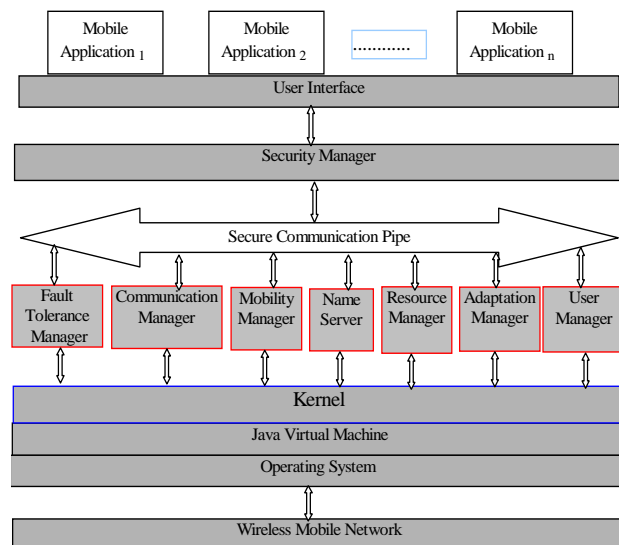 Mobile Application 1
Mobile Application 2
............
Mobile Application n
User Interface
Security Manager
Secure Communication Pipe
Fault Tolerance Manager
Communication Manager
Mobility Manager
Name Server
Resource Manager
Adaptation Manager
User Manager
Kernel
Java Virtual Machine
Operating System
Wireless Mobile Network